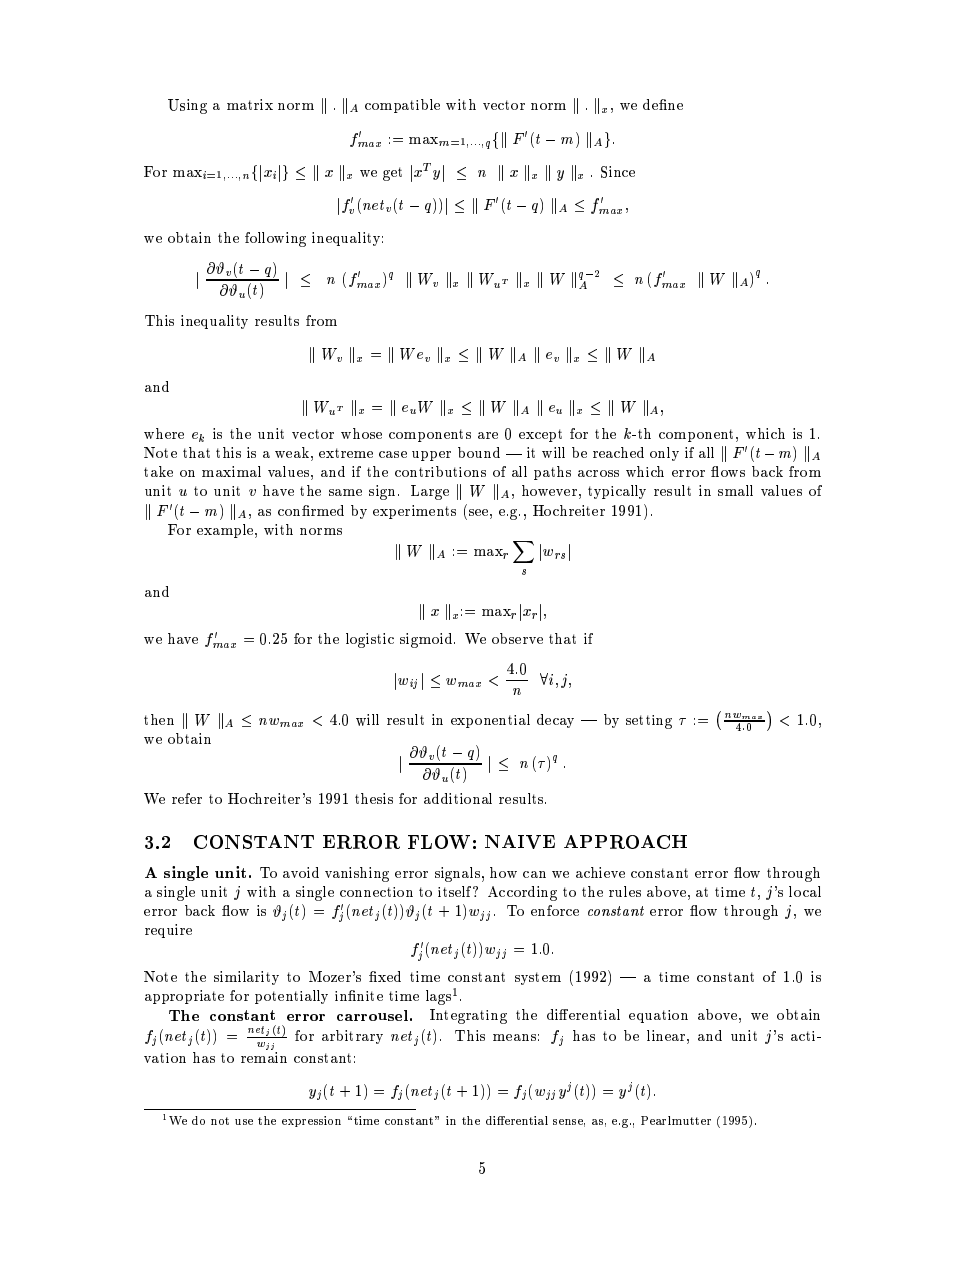 Using a matrix norm ‖ . ‖_A compatible with vector norm ‖ . ‖_x, we define
f'_max := max_{m=1,...,q}{‖ F'(t − m) ‖_A}.
For max_{i=1,...,n}{|x_i|} ≤ ‖ x ‖_x we get |x^T y| ≤ n ‖ x ‖_x ‖ y ‖_x . Since
|f'_v(net_v(t − q))| ≤ ‖ F'(t − q) ‖_A ≤ f'_max,
we obtain the following inequality:
| ∂ϑ_v(t − q) / ∂ϑ_u(t) | ≤ n (f'_max)^q ‖ W_v ‖_x ‖ W_{u^T} ‖_x ‖ W ‖_A^{q−2} ≤ n (f'_max ‖ W ‖_A)^q .
This inequality results from
‖ W_v ‖_x = ‖ We_v ‖_x ≤ ‖ W ‖_A ‖ e_v ‖_x ≤ ‖ W ‖_A
and
‖ W_{u^T} ‖_x = ‖ e_u W ‖_x ≤ ‖ W ‖_A ‖ e_u ‖_x ≤ ‖ W ‖_A,
where e_k is the unit vector whose components are 0 except for the k-th component, which is 1.
Note that this is a weak, extreme case upper bound — it will be reached only if all ‖ F'(t − m) ‖_A
take on maximal values, and if the contributions of all paths across which error flows back from
unit u to unit v have the same sign. Large ‖ W ‖_A, however, typically result in small values of
‖ F'(t − m) ‖_A, as confirmed by experiments (see, e.g., Hochreiter 1991).
For example, with norms
‖ W ‖_A := max_r ∑_s |w_rs|
and
‖ x ‖_x:= max_r|x_r|,
we have f'_max = 0.25 for the logistic sigmoid. We observe that if
|w_ij| ≤ w_max < 4.0 / n ∀i, j,
then ‖ W ‖_A ≤ nw_max < 4.0 will result in exponential decay — by setting τ := (nw_max / 4.0) < 1.0,
we obtain
| ∂ϑ_v(t − q) / ∂ϑ_u(t) | ≤ n (τ)^q .
We refer to Hochreiter's 1991 thesis for additional results.
3.2 CONSTANT ERROR FLOW: NAIVE APPROACH
A single unit. To avoid vanishing error signals, how can we achieve constant error flow through
a single unit j with a single connection to itself? According to the rules above, at time t, j's local
error back flow is ϑ_j(t) = f'_j(net_j(t))ϑ_j(t + 1)w_jj. To enforce constant error flow through j, we
require
f'_j(net_j(t))w_jj = 1.0.
Note the similarity to Mozer's fixed time constant system (1992) — a time constant of 1.0 is
appropriate for potentially infinite time lags¹.
The constant error carrousel. Integrating the differential equation above, we obtain
f_j(net_j(t)) = net_j(t) / w_jj for arbitrary net_j(t). This means: f_j has to be linear, and unit j's acti-
vation has to remain constant:
y_j(t + 1) = f_j(net_j(t + 1)) = f_j(w_jj y^j(t)) = y^j(t).
¹We do not use the expression "time constant" in the differential sense, as, e.g., Pearlmutter (1995).
5